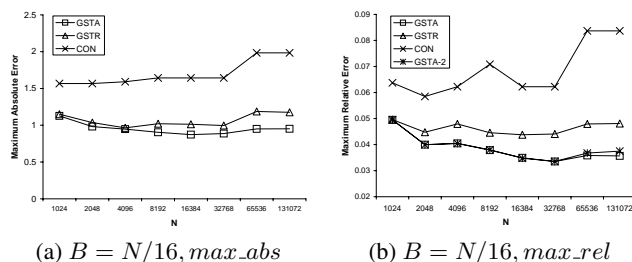 GSTA
GSTR
CON
2.5
2
1.5
1
0.5
0
Maximum Absolute Error
1024 2048 4096 8192 16384 32768 65536 131072
N
(a) B = N/16, max_abs
GSTA
GSTR
CON
GSTA-2
0.09
0.08
0.07
0.06
0.05
0.04
0.03
0.02
Maximum Relative Error
1024 2048 4096 8192 16384 32768 65536 131072
N
(b) B = N/16, max_rel